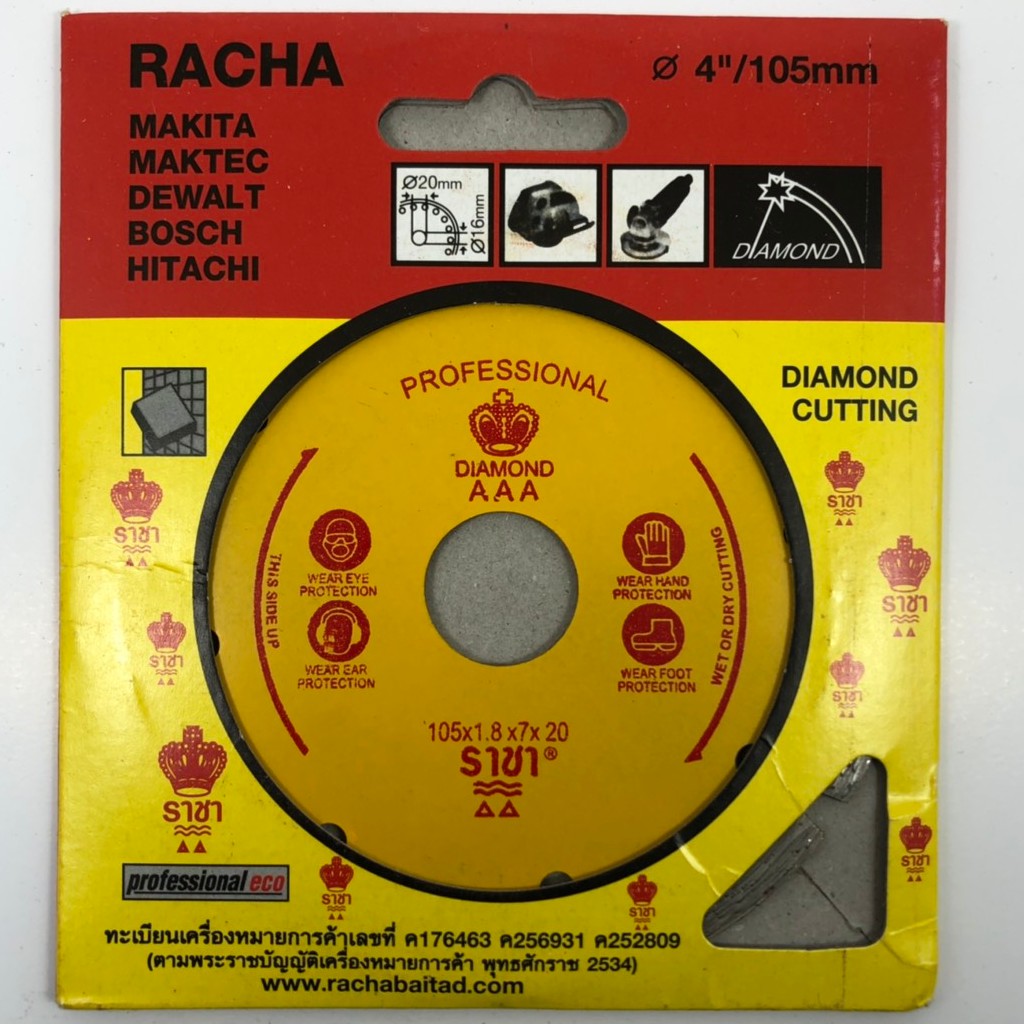 RACHA
Ø 4"/105mm
MAKITA
MAKTEC
DEWALT
BOSCH
HITACHI
Ø20mm
Ø16mm
DIAMOND
DIAMOND
CUTTING
PROFESSIONAL
DIAMOND
AAA
THIS SIDE UP
WEAR EYE
PROTECTION
WEAR HAND
PROTECTION
WEAR EAR
PROTECTION
WEAR FOOT
PROTECTION
WET OR DRY CUTTING
105x1.8 x7x 20
ราชา®
ราชา
ราชา
ราชา
ราชา
ราชา
ราชา
ราชา
ราชา
ราชา
professional eco
ทะเบียนเครื่องหมายการค้าเลขที่ ค176463 ค256931 ค252809
(ตามพระราชบัญญัติเครื่องหมายการค้า พุทธศักราช 2534)
www.rachabaitad.com